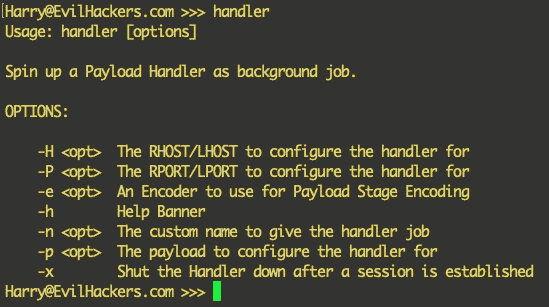 Harry@EvilHackers.com >>> handler
Usage: handler [options]
Spin up a Payload Handler as background job.
OPTIONS:
-H <opt>  The RHOST/LHOST to configure the handler for
-P <opt>  The RPORT/LPORT to configure the handler for
-e <opt>  An Encoder to use for Payload Stage Encoding
-h        Help Banner
-n <opt>  The custom name to give the handler job
-p <opt>  The payload to configure the handler for
-x        Shut the Handler down after a session is established
Harry@EvilHackers.com >>>